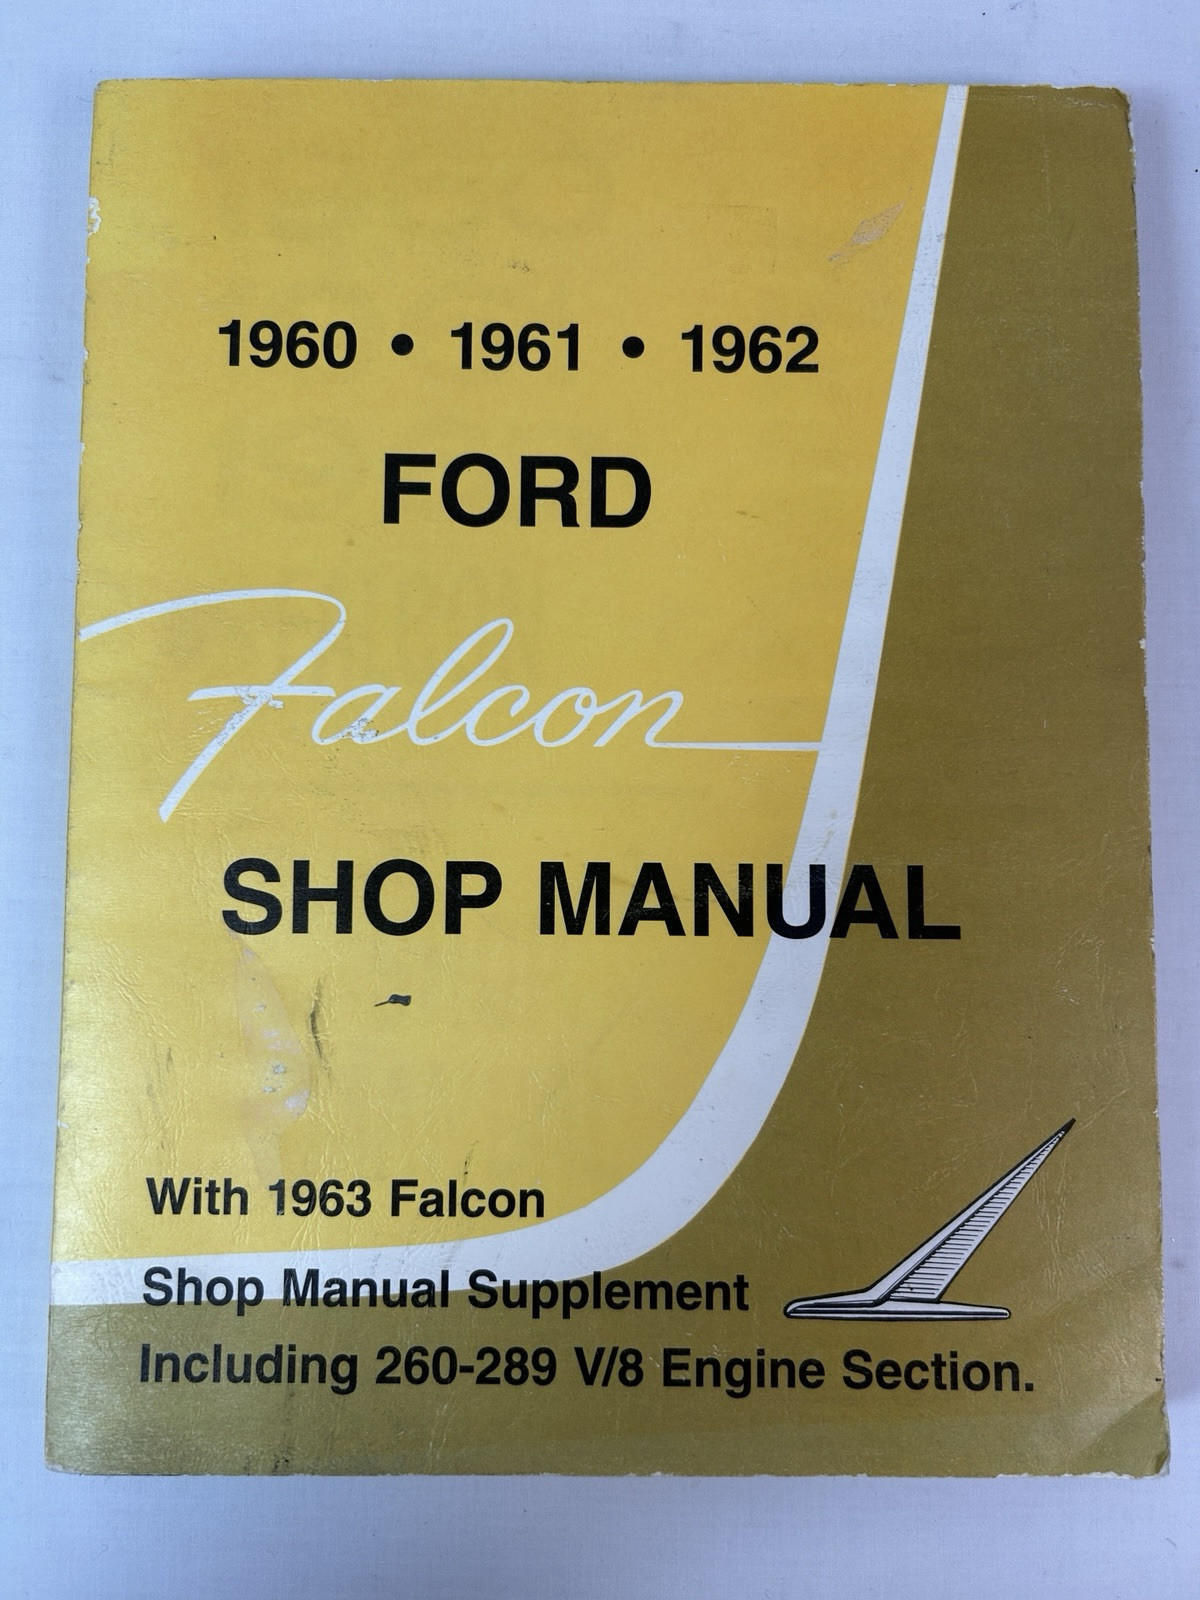 1960 • 1961 • 1962
FORD
Falcon
SHOP MANUAL
With 1963 Falcon
Shop Manual Supplement
Including 260-289 V/8 Engine Section.